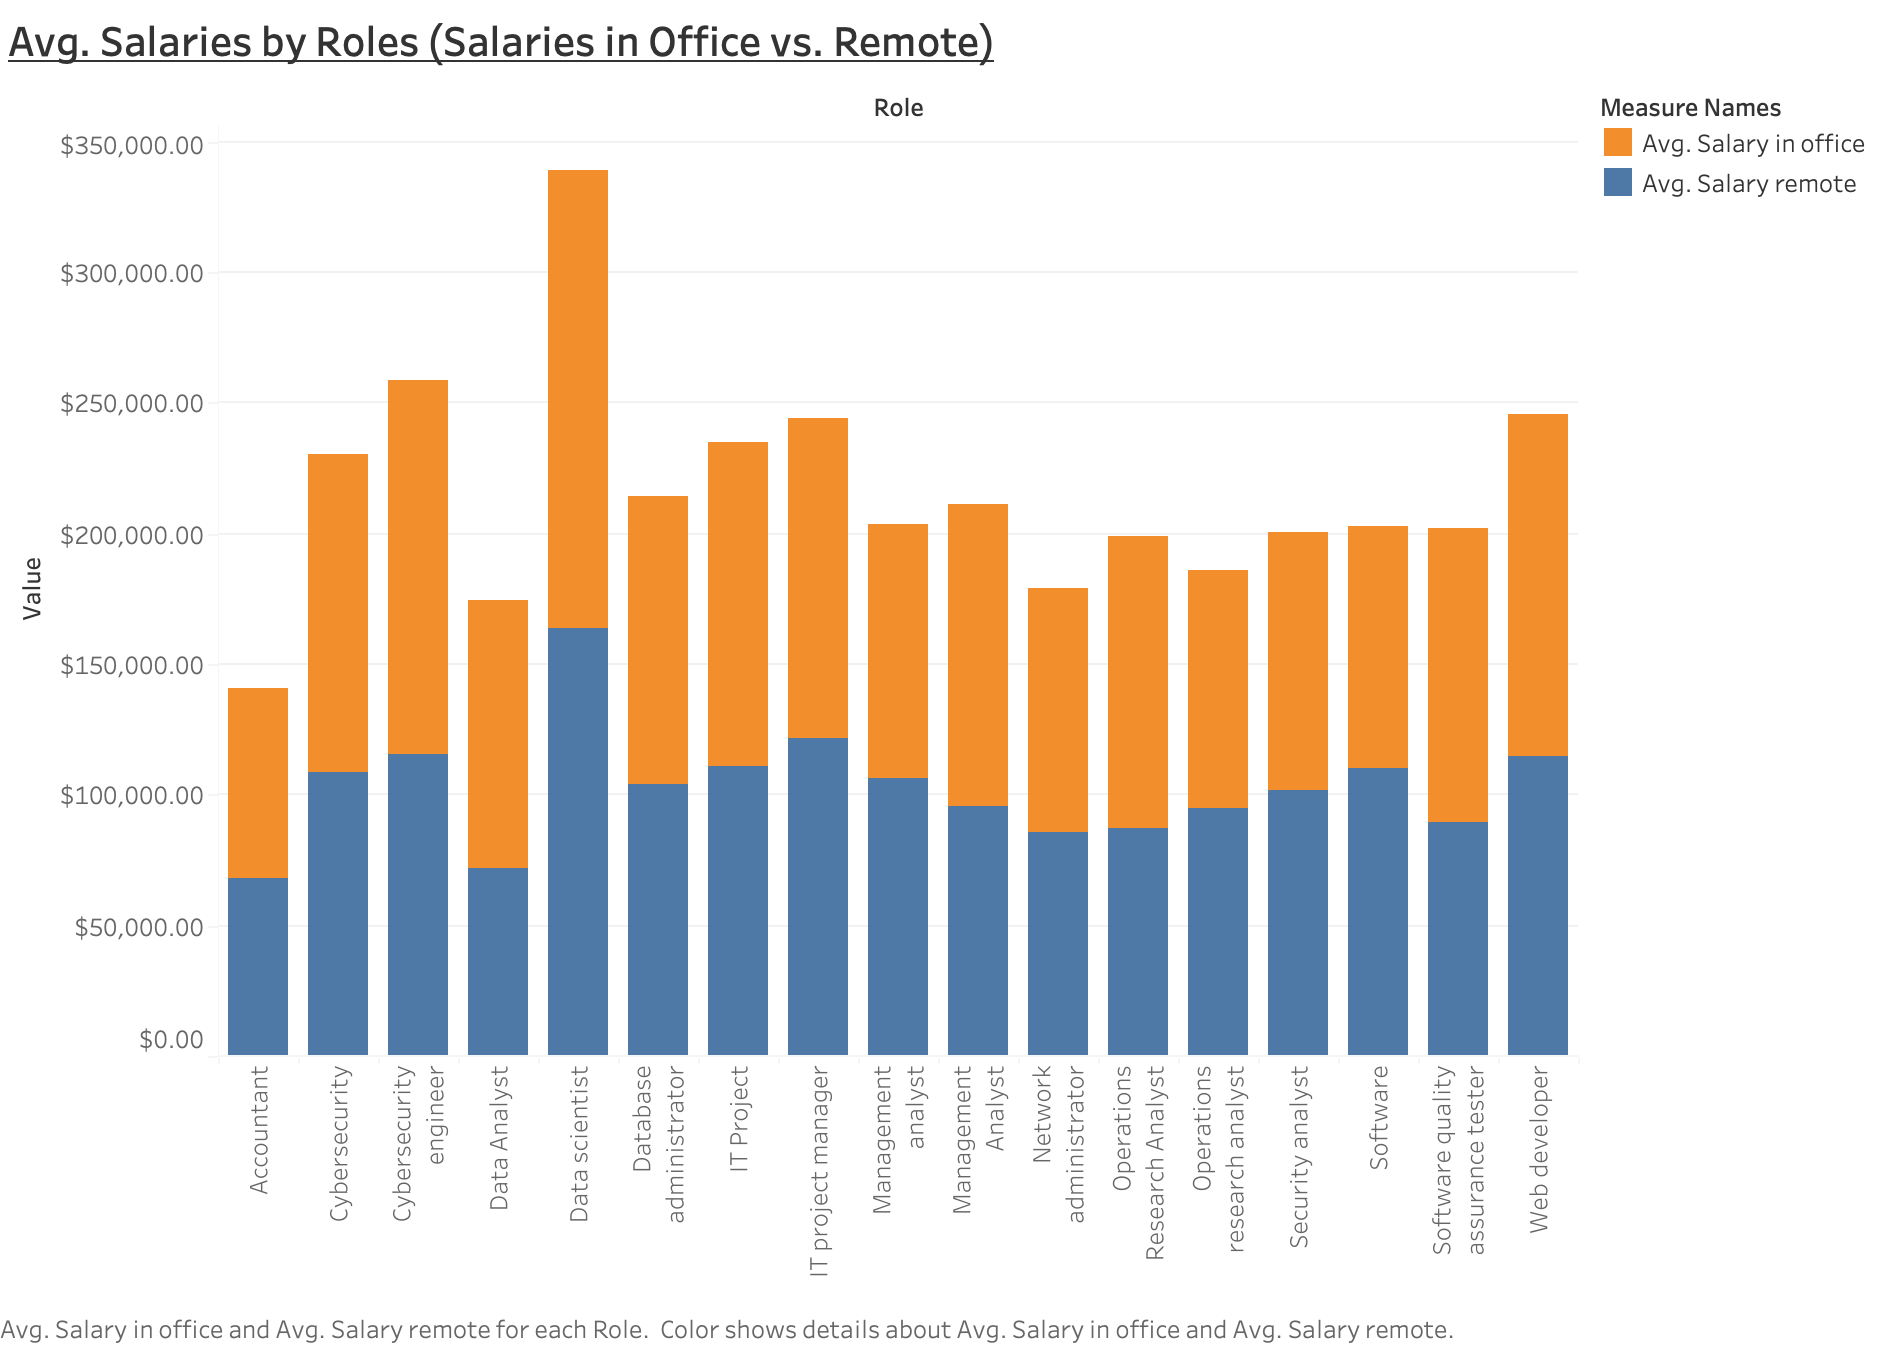 Avg. Salaries by Roles (Salaries in Office vs. Remote)
Role
Measure Names
Avg. Salary in office
Avg. Salary remote
Value
$350,000.00
$300,000.00
$250,000.00
$200,000.00
$150,000.00
$100,000.00
$50,000.00
$0.00
Accountant
Cybersecurity
Cybersecurity
engineer
Data Analyst
Data scientist
Database
administrator
IT Project
IT project manager
Management
analyst
Management
Analyst
Network
administrator
Operations
Research Analyst
Operations
research analyst
Security analyst
Software
Software quality
assurance tester
Web developer
Avg. Salary in office and Avg. Salary remote for each Role.  Color shows details about Avg. Salary in office and Avg. Salary remote.